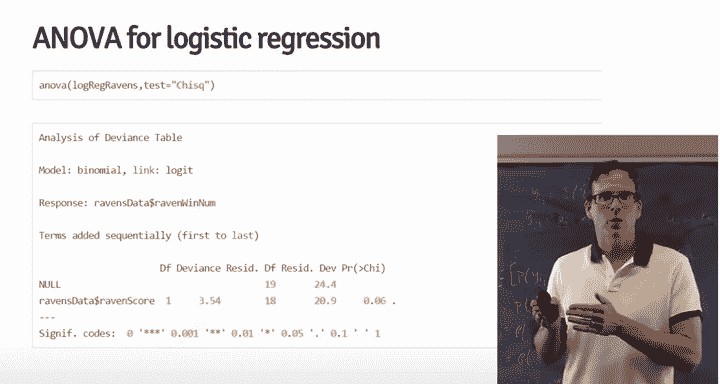 ANOVA for logistic regression
anova(logRegRavens,test="Chisq")
Analysis of Deviance Table
Model: binomial, link: logit
Response: ravensData$ravenWinNum
Terms added sequentially (first to last)
Df Deviance Resid. Df Resid. Dev Pr(>Chi)
NULL 19 24.4
ravensData$ravenScore 1 3.54 18 20.9 0.06 .
---
Signif. codes: 0 '***' 0.001 '**' 0.01 '*' 0.05 '.' 0.1 ' ' 1